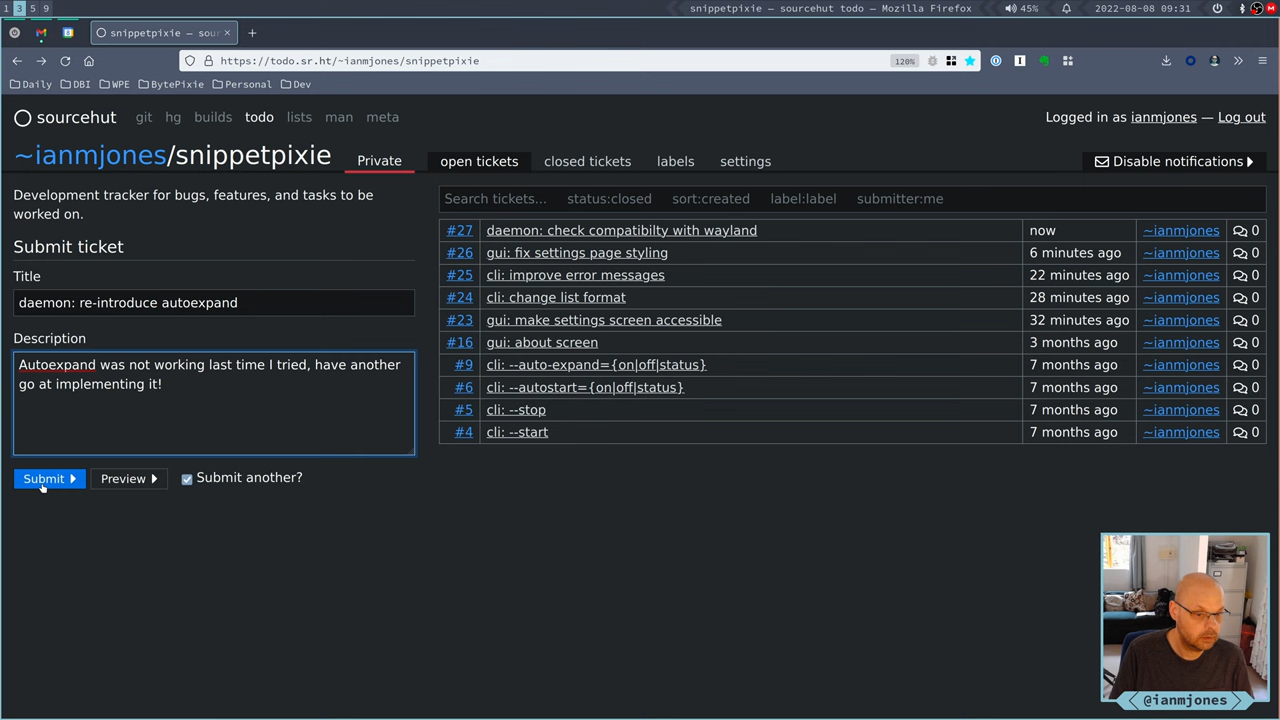 1 3 5 9
snippetpixie — sourcehut todo — Mozilla Firefox
45%
2022-08-08 09:31
snippetpixie — sour
https://todo.sr.ht/~ianmjones/snippetpixie
120%
Daily DBI WPE BytePixie Personal Dev
sourcehut git hg builds todo lists man meta
Logged in as ianmjones — Log out
~ianmjones/snippetpixie Private open tickets closed tickets labels settings
Disable notifications
Development tracker for bugs, features, and tasks to
be worked on.
Submit ticket
Title
daemon: re-introduce autoexpand
Description
Autoexpand was not working last time I tried, have another
go at implementing it!
Submit Preview Submit another?
Search tickets... status:closed sort:created label:label submitter:me
#27 daemon: check compatibilty with wayland now ~ianmjones 0
#26 gui: fix settings page styling 6 minutes ago ~ianmjones 0
#25 cli: improve error messages 22 minutes ago ~ianmjones 0
#24 cli: change list format 28 minutes ago ~ianmjones 0
#23 gui: make settings screen accessible 32 minutes ago ~ianmjones 0
#16 gui: about screen 3 months ago ~ianmjones 0
#9 cli: --auto-expand={on|off|status} 7 months ago ~ianmjones 0
#6 cli: --autostart={on|off|status} 7 months ago ~ianmjones 0
#5 cli: --stop 7 months ago ~ianmjones 0
#4 cli: --start 7 months ago ~ianmjones 0
@ianmjones